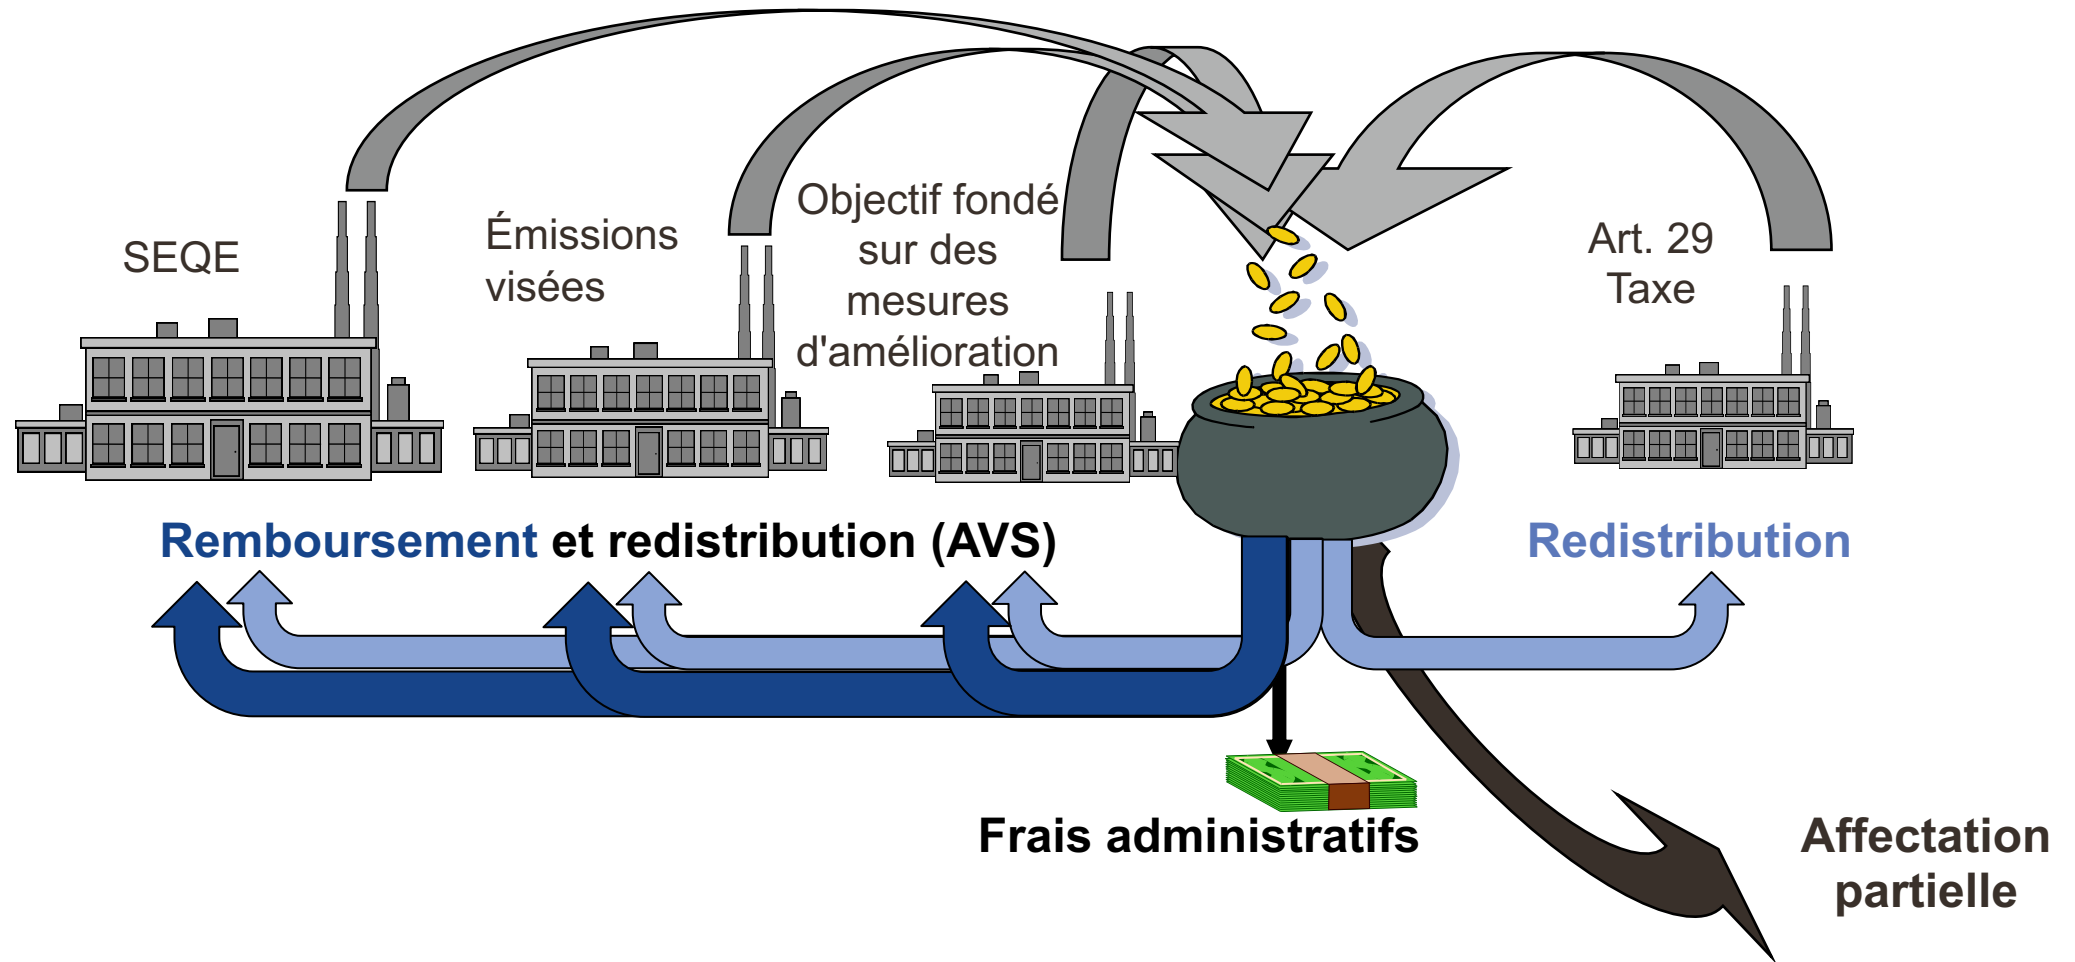 SEQE
Émissions
visées
Objectif fondé
sur des
mesures
d'amélioration
Art. 29
Taxe
Remboursement et redistribution (AVS)
Redistribution
Frais administratifs
Affectation
partielle